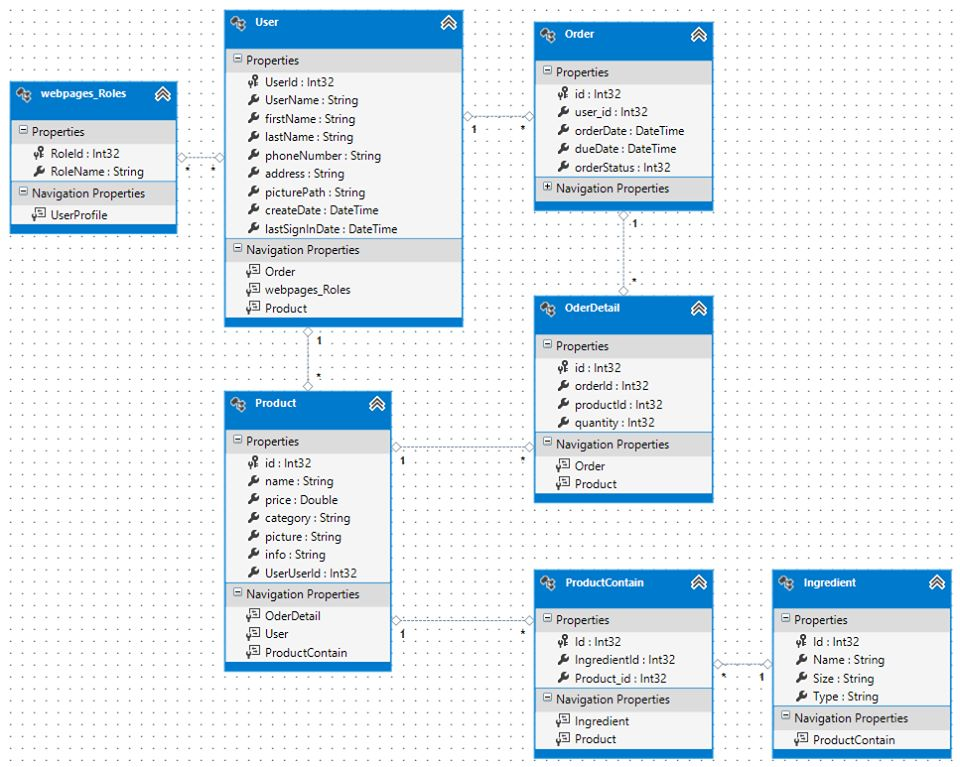 webpages_Roles
Properties
RoleId : Int32
RoleName : String
Navigation Properties
UserProfile
*
*
User
Properties
UserId : Int32
UserName : String
firstName : String
lastName : String
phoneNumber : String
address : String
picturePath : String
createDate : DateTime
lastSignInDate : DateTime
Navigation Properties
Order
webpages_Roles
Product
1
*
Order
Properties
id : Int32
user_id : Int32
orderDate : DateTime
dueDate : DateTime
orderStatus : Int32
Navigation Properties
1
*
OderDetail
Properties
id : Int32
orderId : Int32
productId : Int32
quantity : Int32
Navigation Properties
Order
Product
1
*
Product
Properties
id : Int32
name : String
price : Double
category : String
picture : String
info : String
UserUserId : Int32
Navigation Properties
OderDetail
User
ProductContain
1
*
1
*
ProductContain
Properties
Id : Int32
IngredientId : Int32
Product_id : Int32
Navigation Properties
Ingredient
Product
*
1
Ingredient
Properties
Id : Int32
Name : String
Size : String
Type : String
Navigation Properties
ProductContain